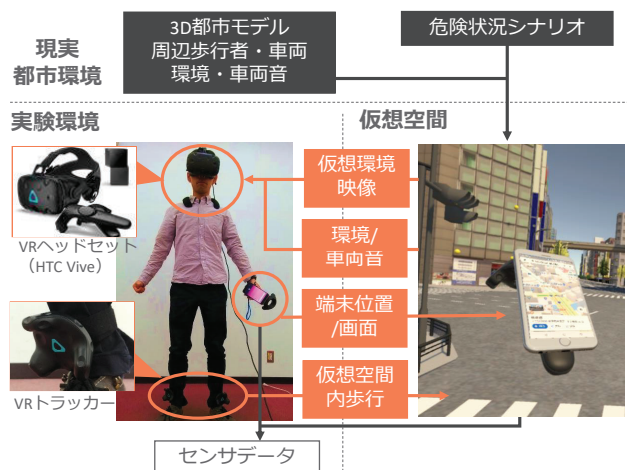 現実
都市環境
3D都市モデル
周辺歩行者・車両
環境・車両音
危険状況シナリオ
実験環境
仮想空間
VRヘッドセット
（HTC Vive）
VRトラッカー
仮想環境
映像
環境/
車両音
端末位置
/画面
仮想空間
内歩行
センサデータ